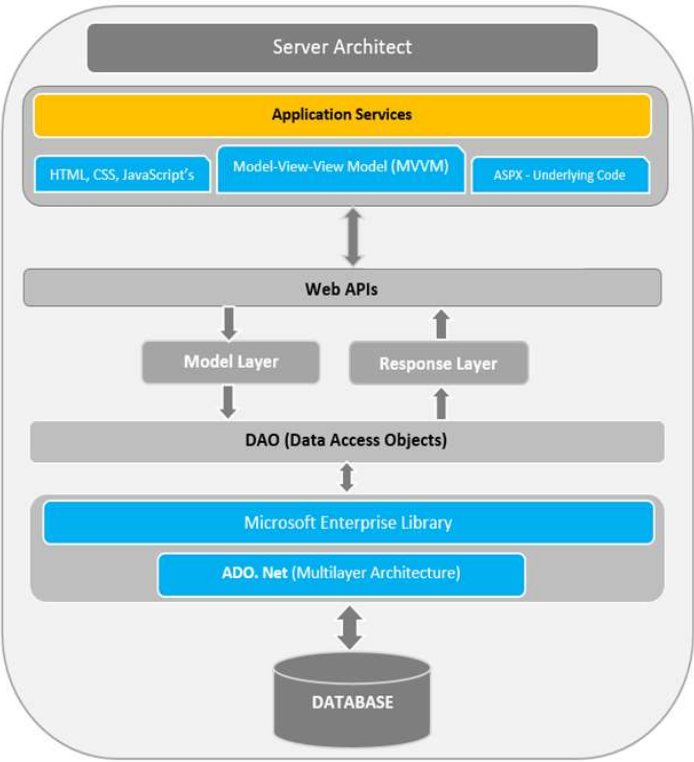 Server Architect
Application Services
HTML, CSS, JavaScript's
Model-View-View Model (MVVM)
ASPX - Underlying Code
Web APIs
Model Layer
Response Layer
DAO (Data Access Objects)
Microsoft Enterprise Library
ADO. Net (Multilayer Architecture)
DATABASE